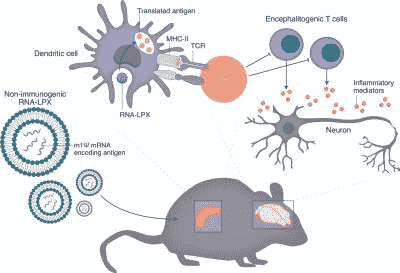 Translated antigen
Encephalitogenic T cells
MHC-II
TCR
Dendritic cell
Non-immunogenic
RNA-LPX
RNA-LPX
Inflammatory
mediators
m1Ψ mRNA
encoding antigen
Neuron